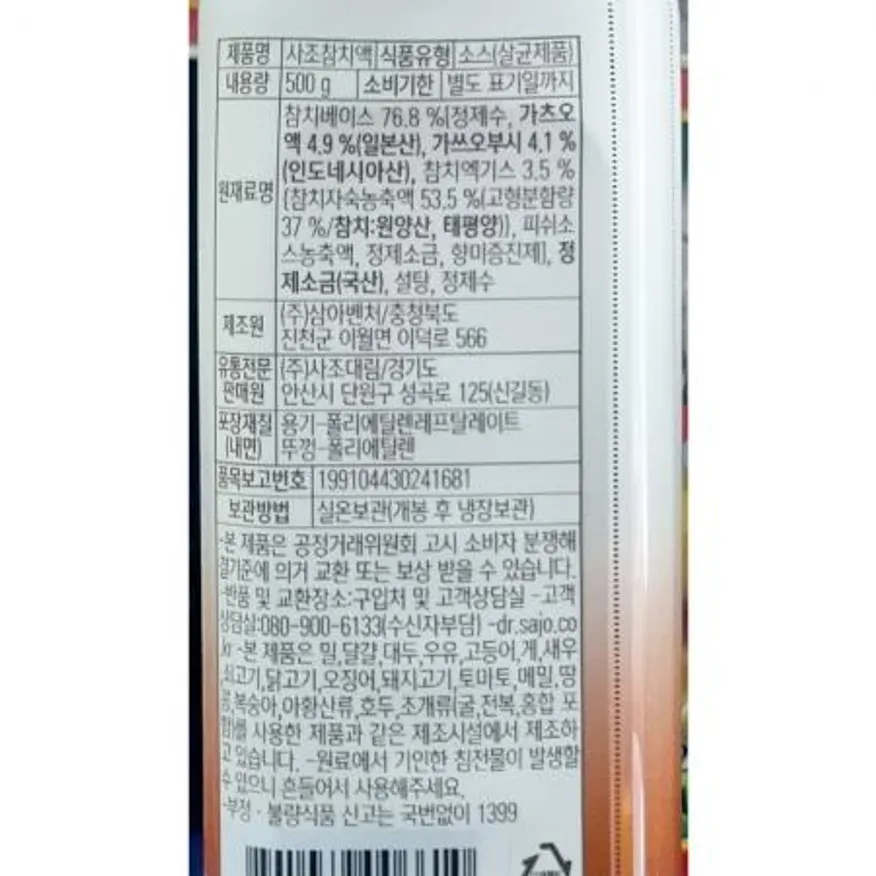 제품명 사조참치액 식품유형 소스(살균제품)
내용량 500 g 소비기한 별도 표기일까지
원재료명
참치베이스 76.8 %[정제수, 가츠오
액 4.9 %(일본산), 가쓰오부시 4.1 %
(인도네시아산), 참치엑기스 3.5 %
{참치자숙농축액 53.5 %(고형분함량
37 %/참치:원양산, 태평양)}, 피쉬소
스농축액, 정제소금, 향미증진제], 정
제소금(국산), 설탕, 정제수
제조원
(주)삼아벤처/충청북도
진천군 이월면 이덕로 566
유통전문
판매원
(주)사조대림/경기도
안산시 단원구 성곡로 125(신길동)
포장재질
(내면)
용기-폴리에틸렌테레프탈레이트
뚜껑-폴리에틸렌
품목보고번호 199104430241681
보관방법 실온보관(개봉 후 냉장보관)
-본 제품은 공정거래위원회 고시 소비자 분쟁해
결기준에 의거 교환 또는 보상 받을 수 있습니다.
-반품 및 교환장소:구입처 및 고객상담실 -고객
상담실:080-900-6133(수신자부담) -dr.sajo.co
.kr -본 제품은 밀,달걀,대두,우유,고등어,게,새우
,쇠고기,닭고기,오징어,돼지고기,토마토,메밀,땅
콩,복숭아,아황산류,호두,조개류(굴,전복,홍합 포
함)를 사용한 제품과 같은 제조시설에서 제조하
고 있습니다. -원료에서 기인한 침전물이 발생할
수 있으니 흔들어서 사용해주세요.
-부정 · 불량식품 신고는 국번없이 1399